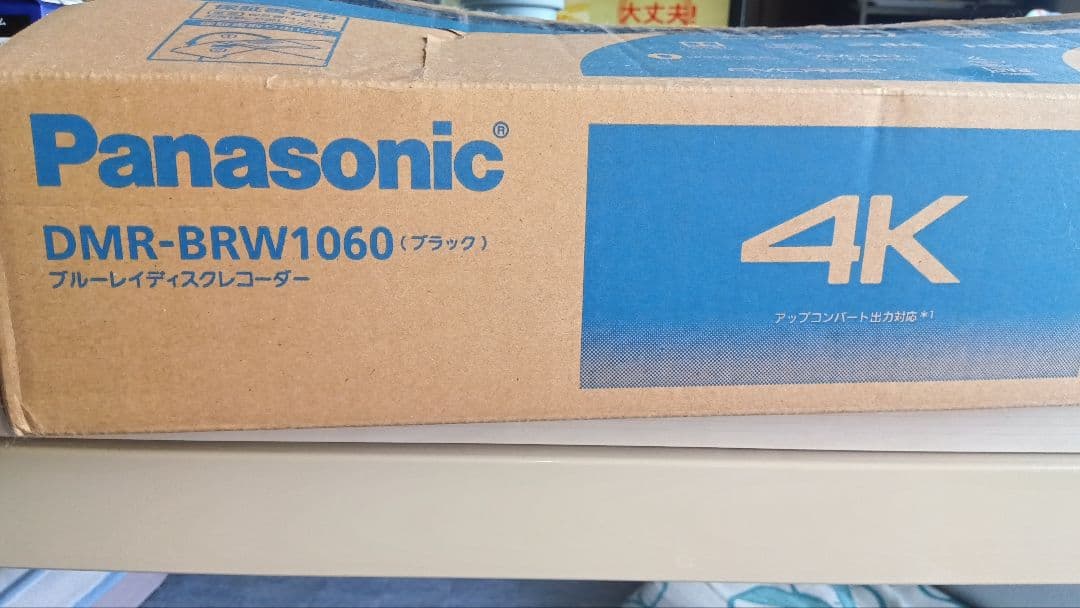 大丈夫!
Panasonic®
DMR-BRW1060(ブラック)
ブルーレイディスクレコーダー
4K
アップコンバート出力対応*1